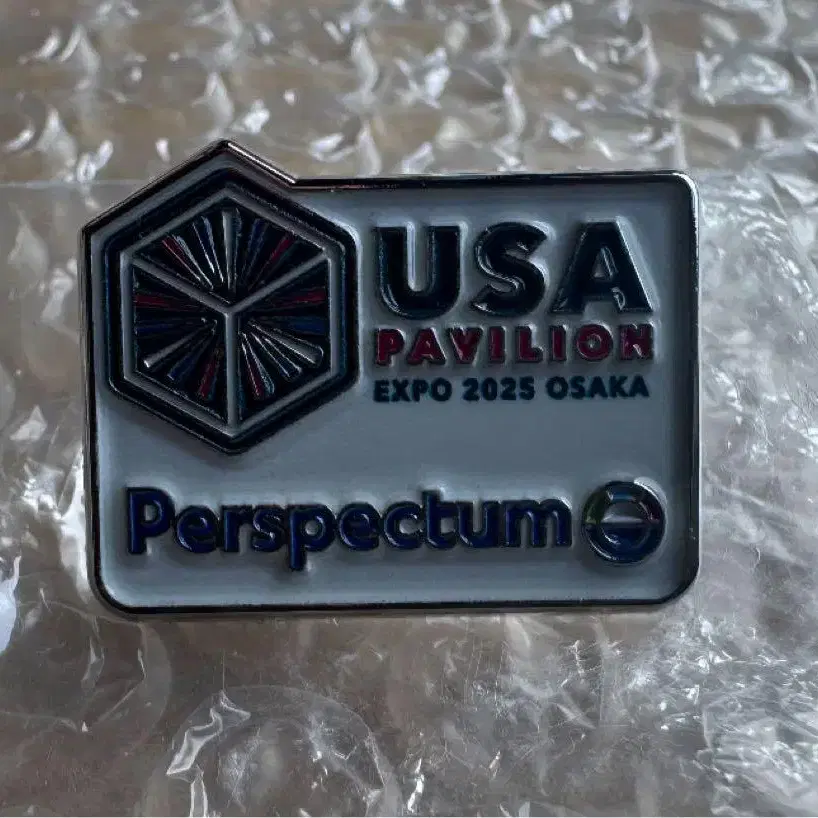 USA
PAVILION
EXPO 2025 OSAKA
Perspectum